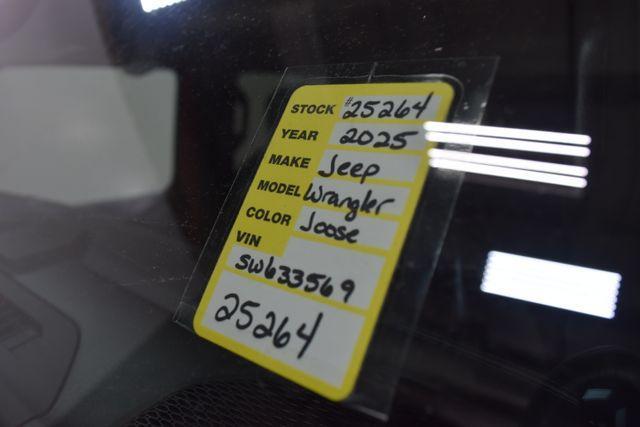 STOCK #25264
YEAR 2025
MAKE Jeep
MODEL Wrangler
COLOR Joose
VIN
SW633569
25264